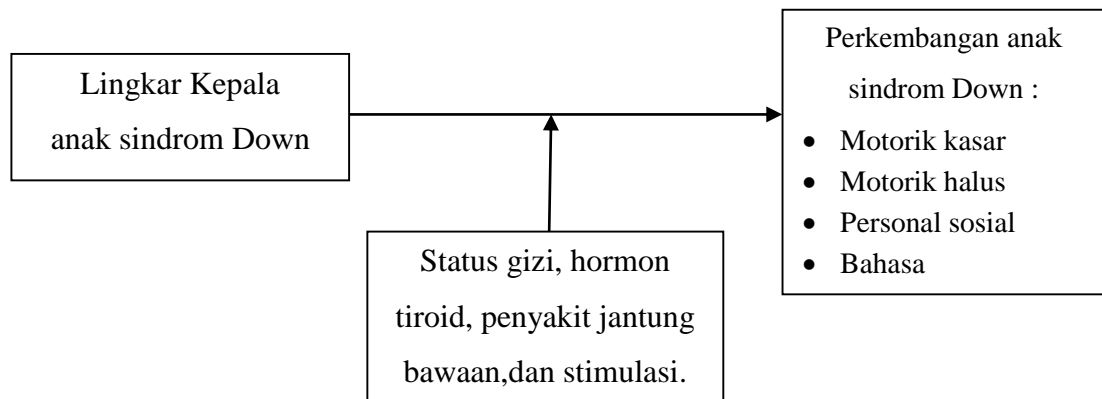 Lingkar Kepala
anak sindrom Down
Perkembangan anak
sindrom Down :
• Motorik kasar
• Motorik halus
• Personal sosial
• Bahasa
Status gizi, hormon
tiroid, penyakit jantung
bawaan,dan stimulasi.